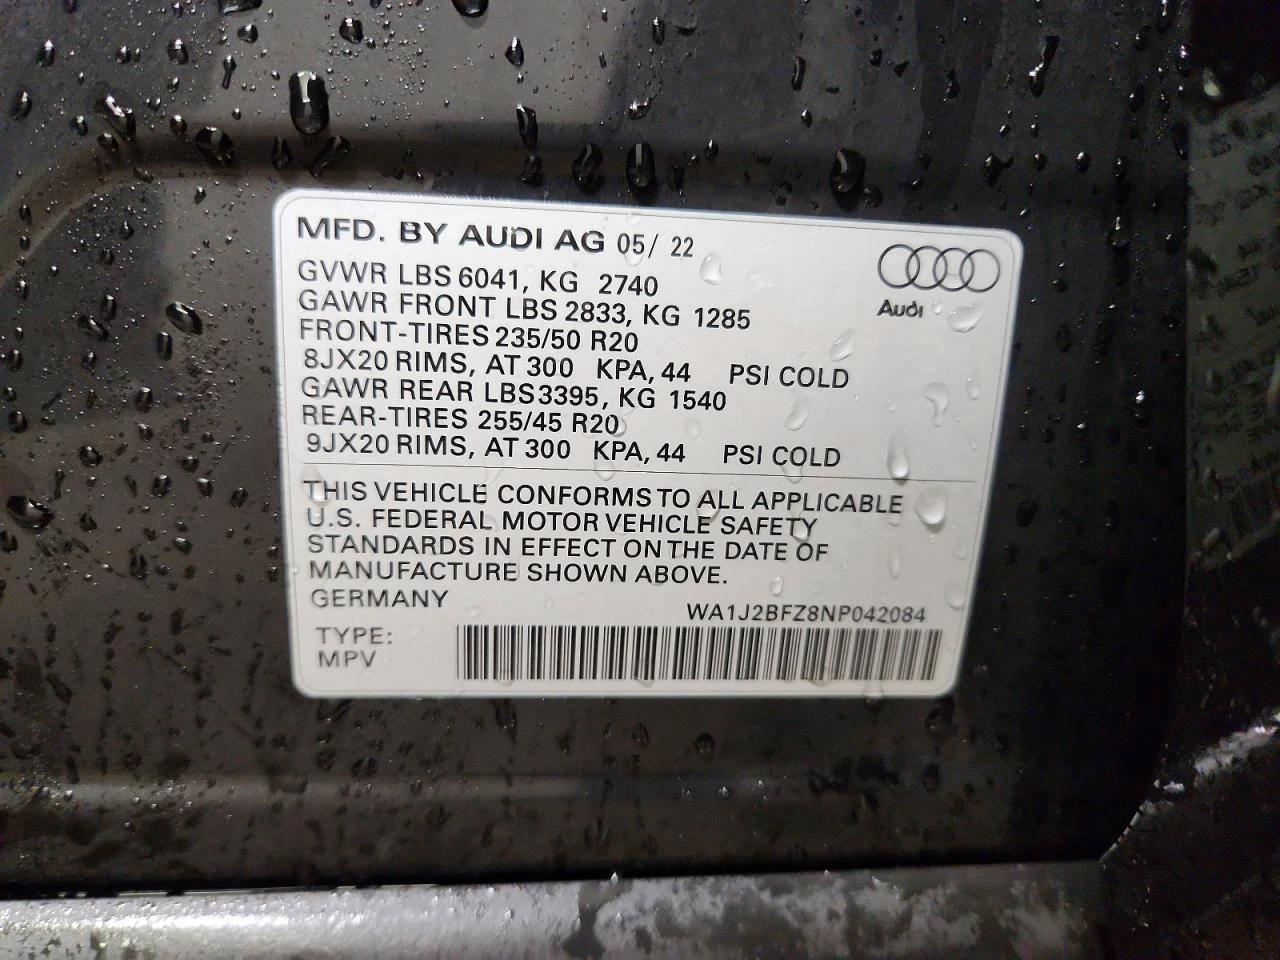 MFD. BY AUDI AG 05/ 22
Audi
GVWR LBS 6041, KG 2740
GAWR FRONT LBS 2833, KG 1285
FRONT-TIRES 235/50 R20
8JX20 RIMS, AT 300 KPA, 44 PSI COLD
GAWR REAR LBS 3395, KG 1540
REAR-TIRES 255/45 R20
9JX20 RIMS, AT 300 KPA, 44 PSI COLD
THIS VEHICLE CONFORMS TO ALL APPLICABLE
U.S. FEDERAL MOTOR VEHICLE SAFETY
STANDARDS IN EFFECT ON THE DATE OF
MANUFACTURE SHOWN ABOVE.
GERMANY
WA1J2BFZ8NP042084
TYPE:
MPV